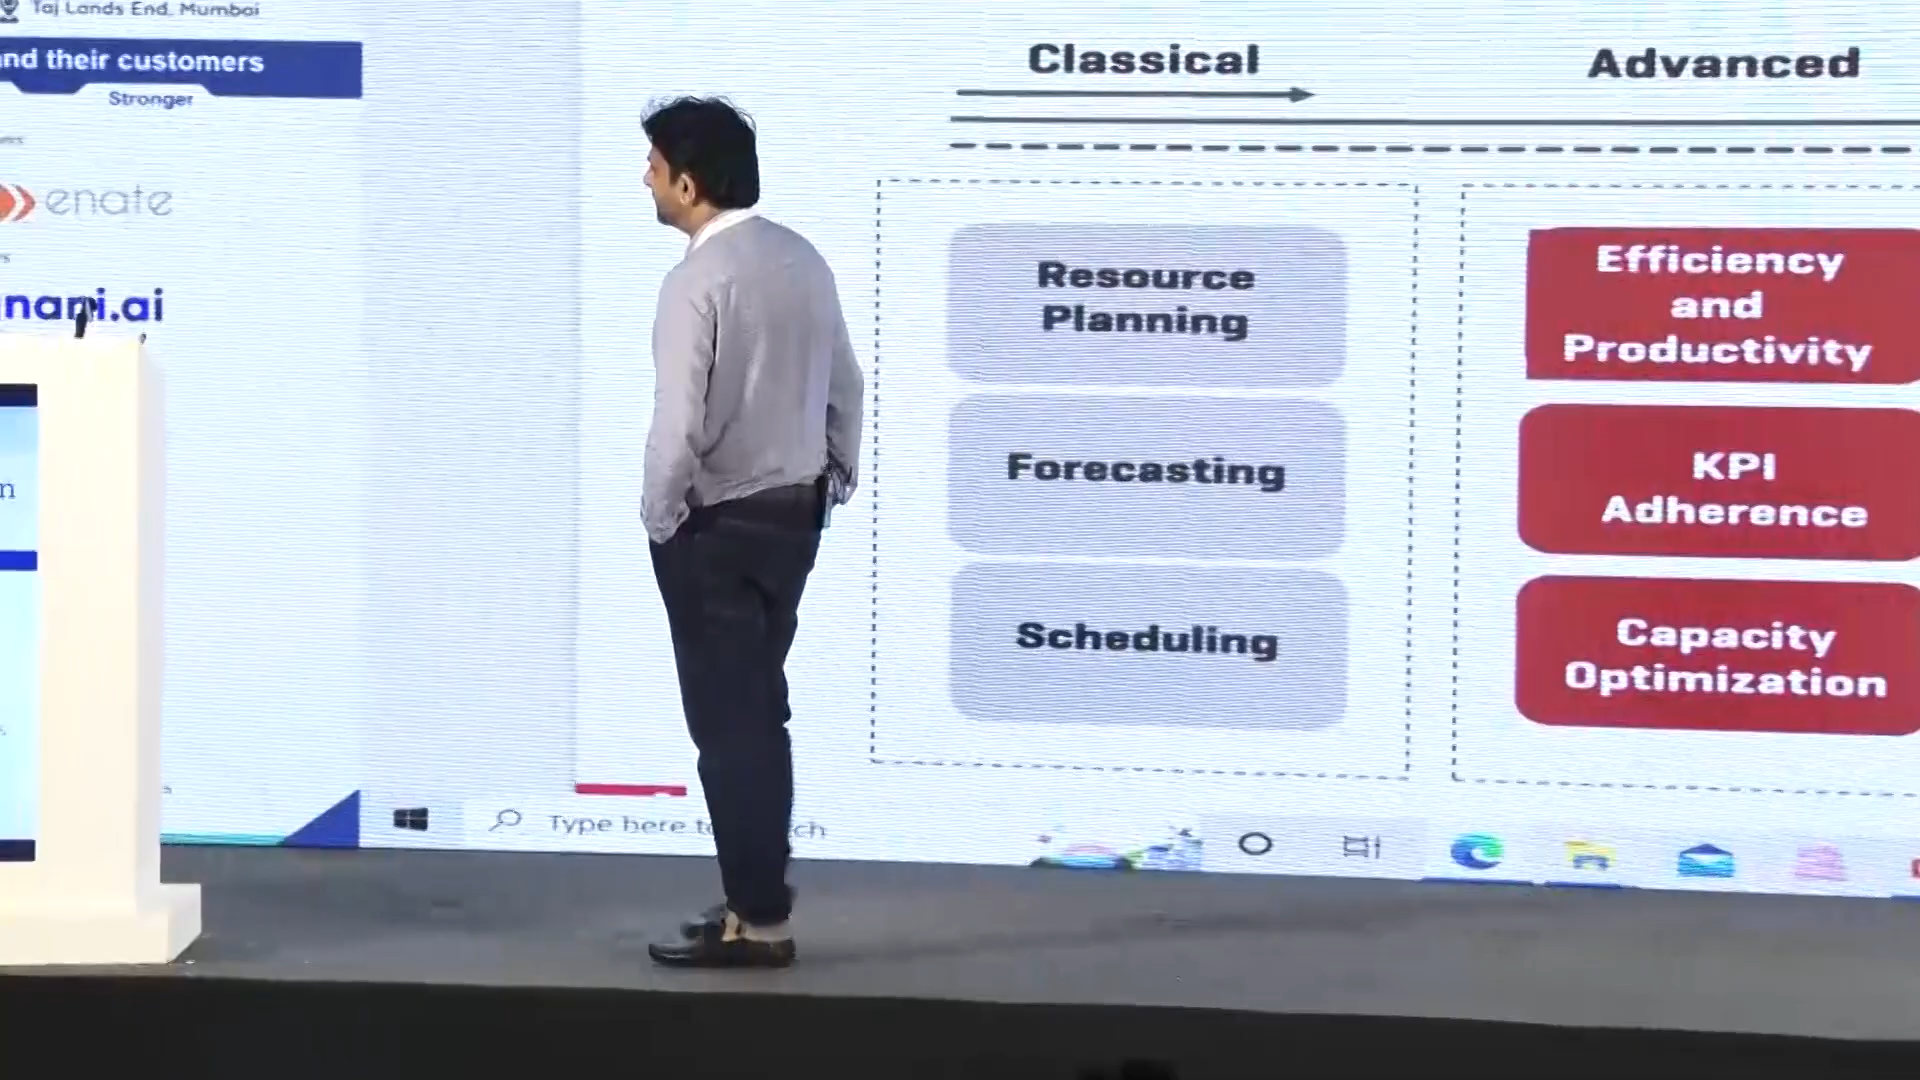 Taj Lands End, Mumbai
nd their customers
Stronger
enate
nani.ai
n
Classical
Advanced
Resource
Planning
Forecasting
Scheduling
Efficiency
and
Productivity
KPI
Adherence
Capacity
Optimization
Type here t ch